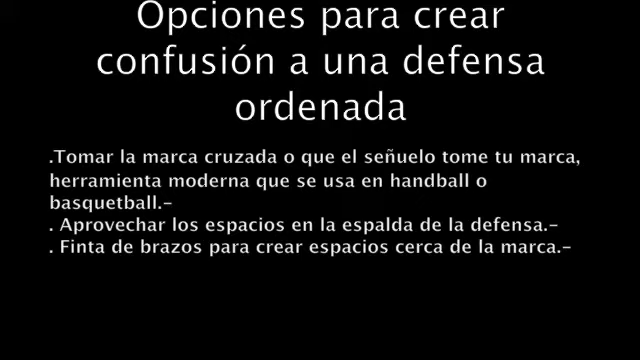 Opciones para crear
confusión a una defensa
ordenada
.Tomar la marca cruzada o que el señuelo tome tu marca,
herramienta moderna que se usa en handball o
basquetball.-
. Aprovechar los espacios en la espalda de la defensa.-
. Finta de brazos para crear espacios cerca de la marca.-